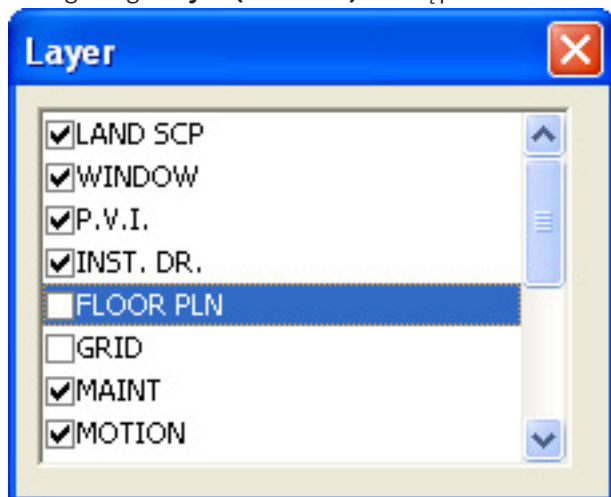 Layer
LAND SCP
WINDOW
P.V.I.
INST. DR.
FLOOR PLN
GRID
MAINT
MOTION